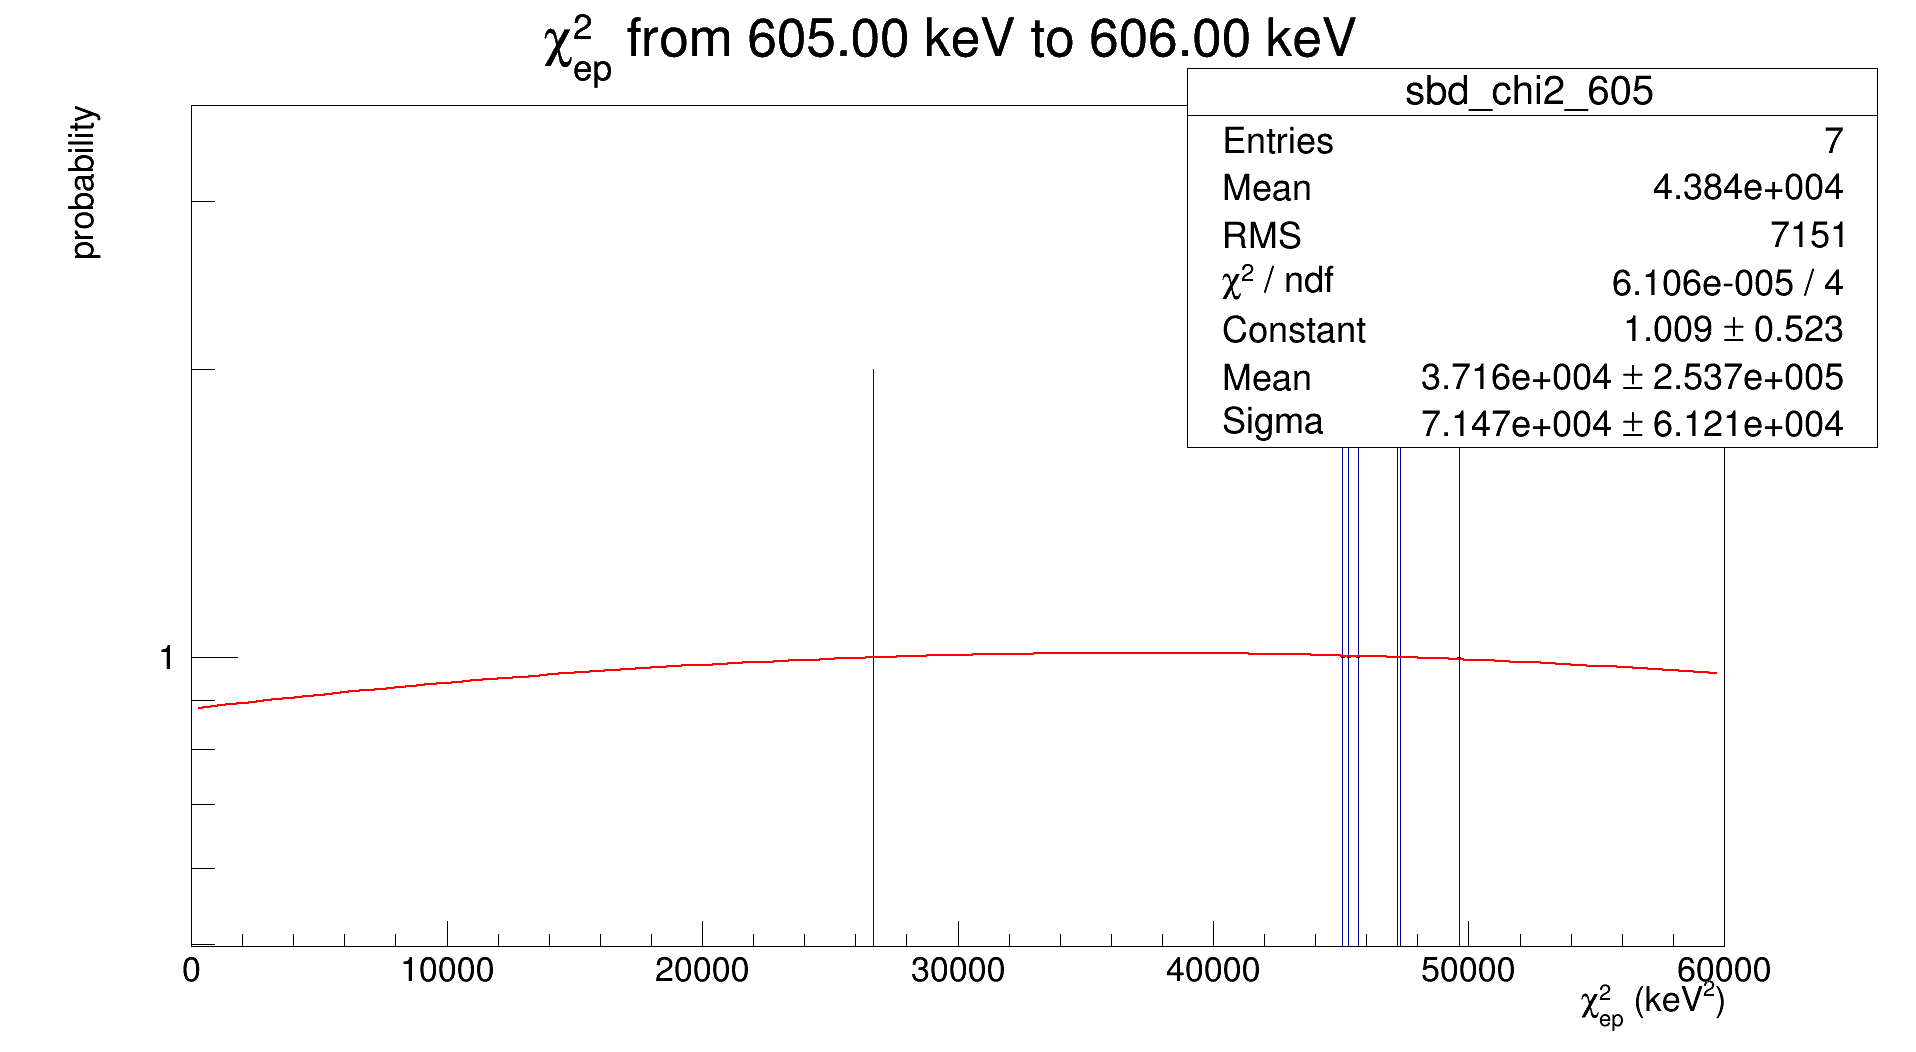 χ²ep from 605.00 keV to 606.00 keV
probability
sbd_chi2_605
Entries 7
Mean 4.384e+004
RMS 7151
χ² / ndf 6.106e-005 / 4
Constant 1.009 ± 0.523
Mean 3.716e+004 ± 2.537e+005
Sigma 7.147e+004 ± 6.121e+004
1
0 10000 20000 30000 40000 50000 60000
χ²ep (keV²)